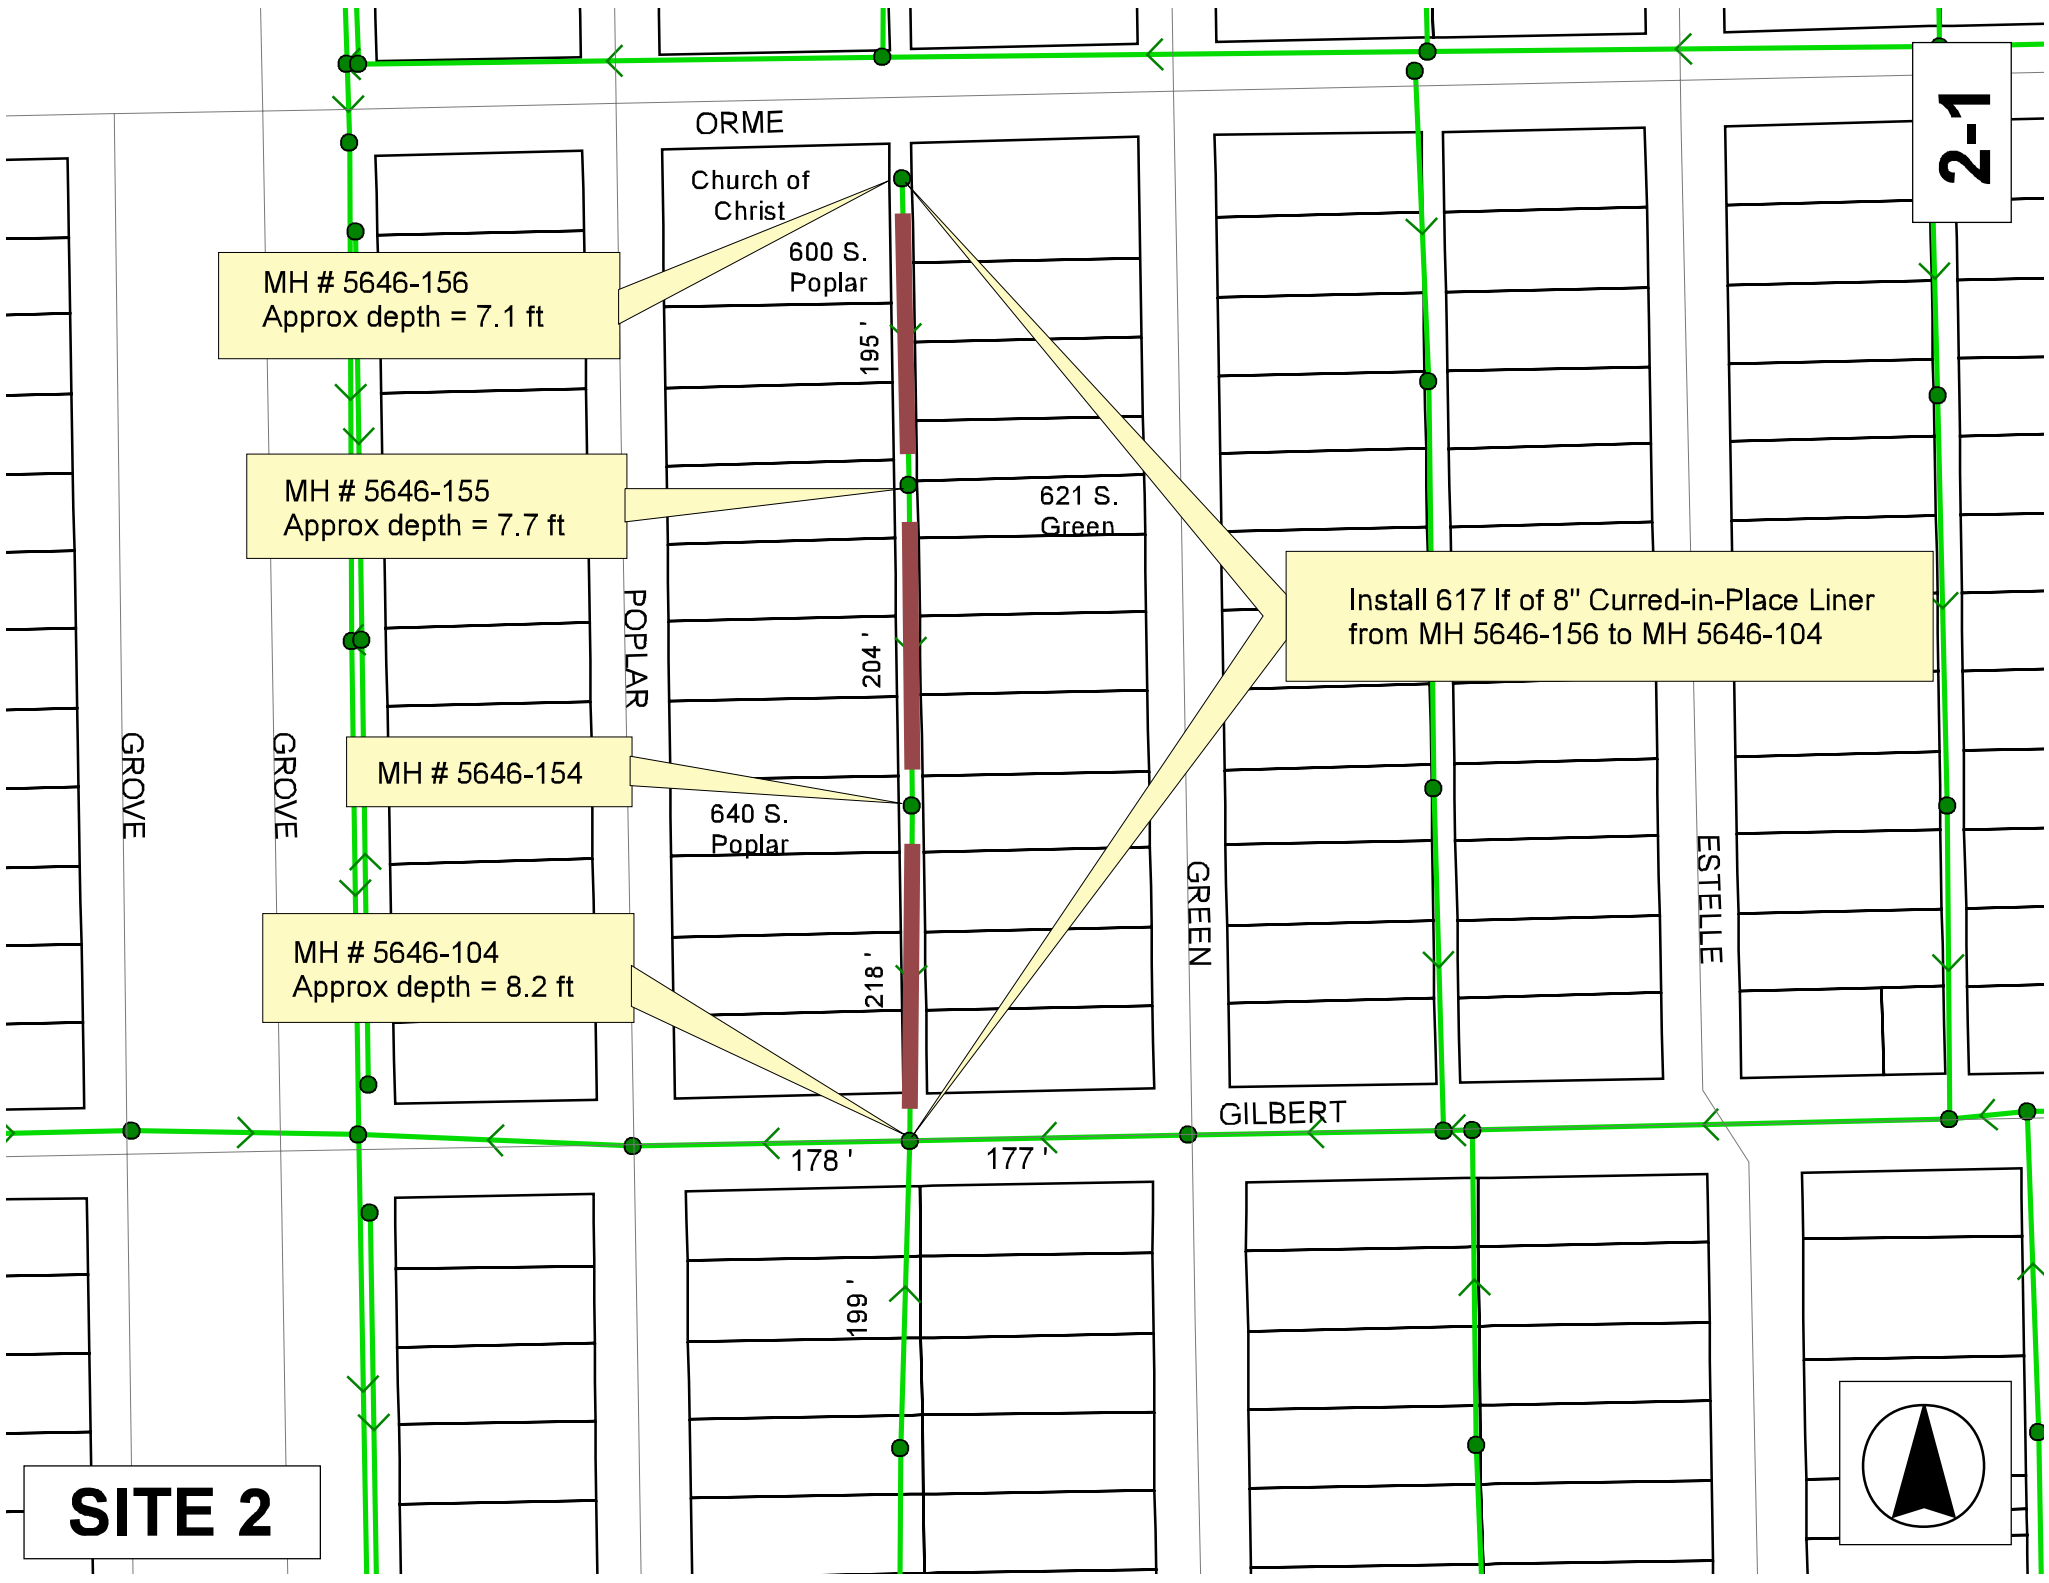 ORME
2-1
Church of
Christ
600 S.
Poplar
MH # 5646-156
Approx depth = 7.1 ft
195 '
MH # 5646-155
Approx depth = 7.7 ft
621 S.
Green
Install 617 lf of 8" Curred-in-Place Liner
from MH 5646-156 to MH 5646-104
POPLAR
204 '
GROVE
GROVE
MH # 5646-154
640 S.
Poplar
GREEN
ESTELLE
MH # 5646-104
Approx depth = 8.2 ft
218 '
GILBERT
178 '
177 '
199 '
SITE 2